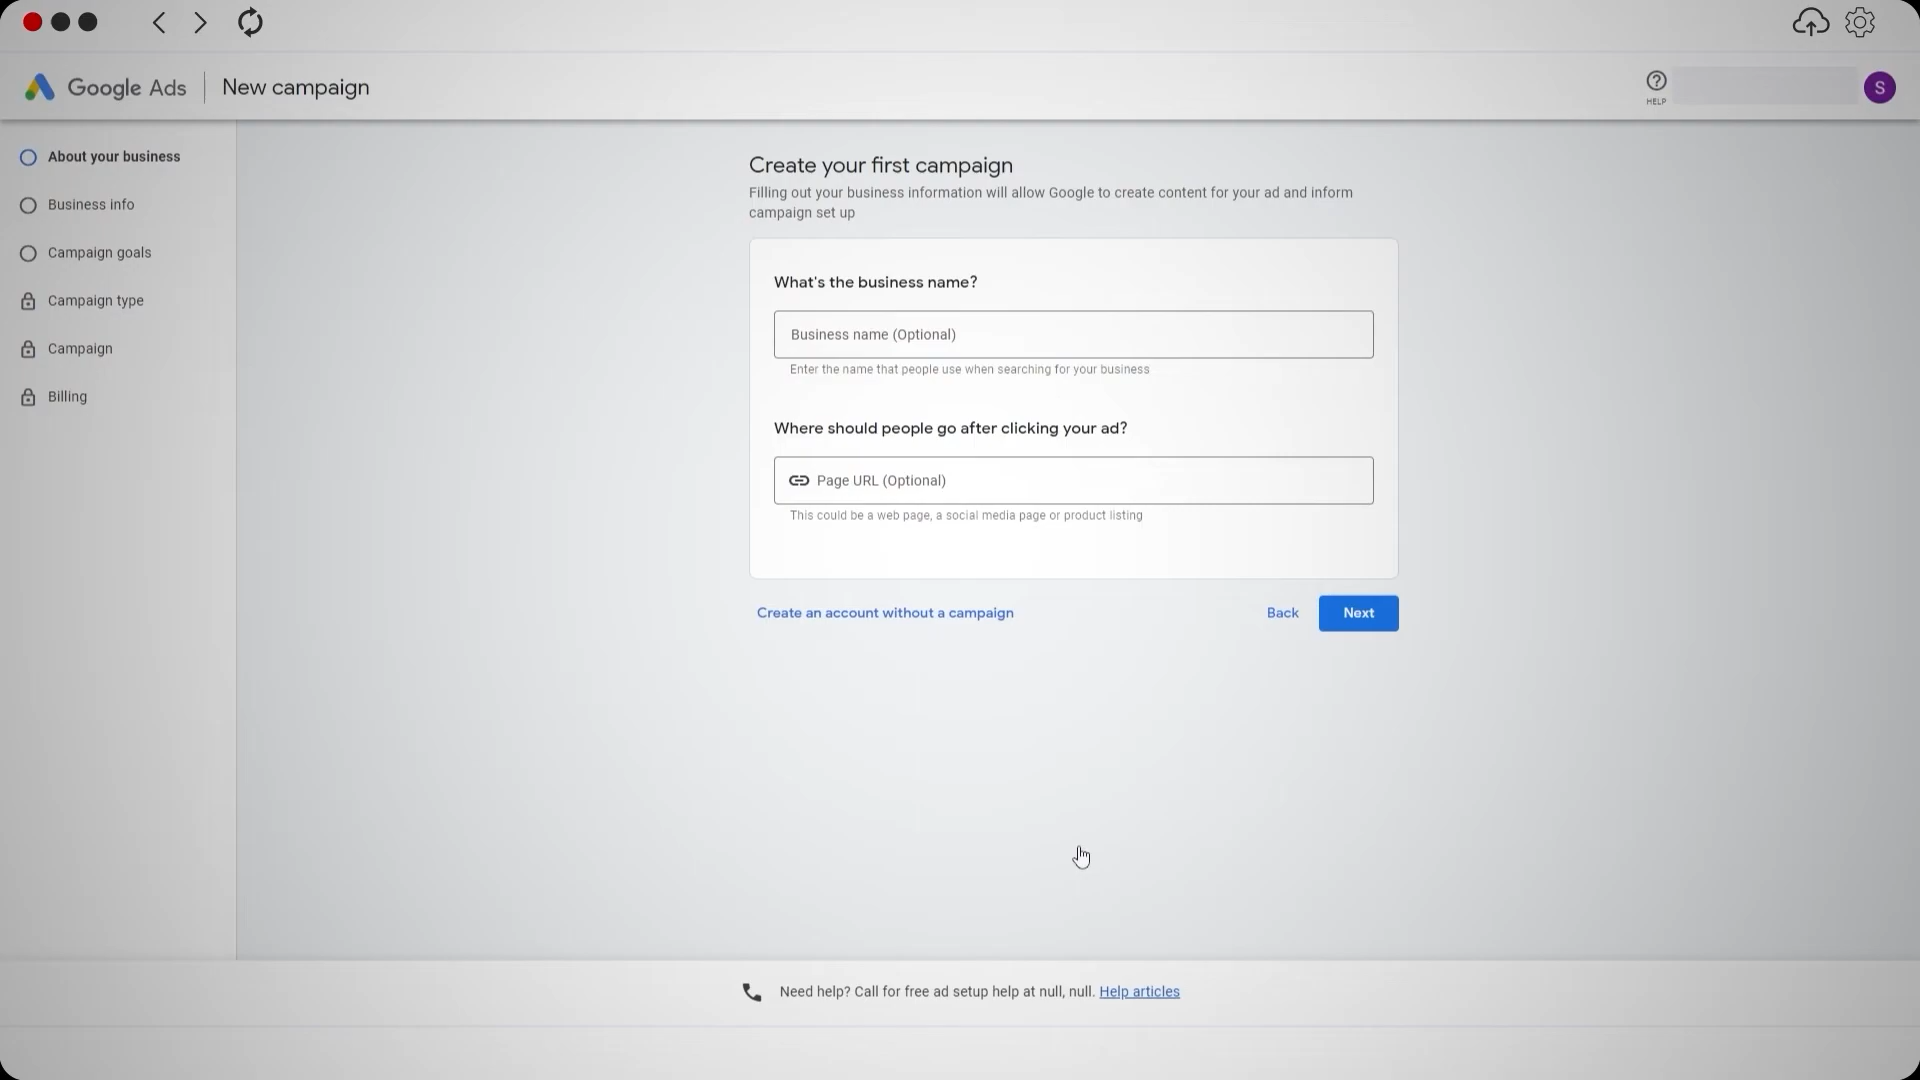 Google Ads
New campaign
HELP
S
About your business
Business info
Campaign goals
Campaign type
Campaign
Billing
Create your first campaign
Filling out your business information will allow Google to create content for your ad and inform
campaign set up
What's the business name?
Business name (Optional)
Enter the name that people use when searching for your business
Where should people go after clicking your ad?
Page URL (Optional)
This could be a web page, a social media page or product listing
Create an account without a campaign
Back
Next
Need help? Call for free ad setup help at null, null. Help articles